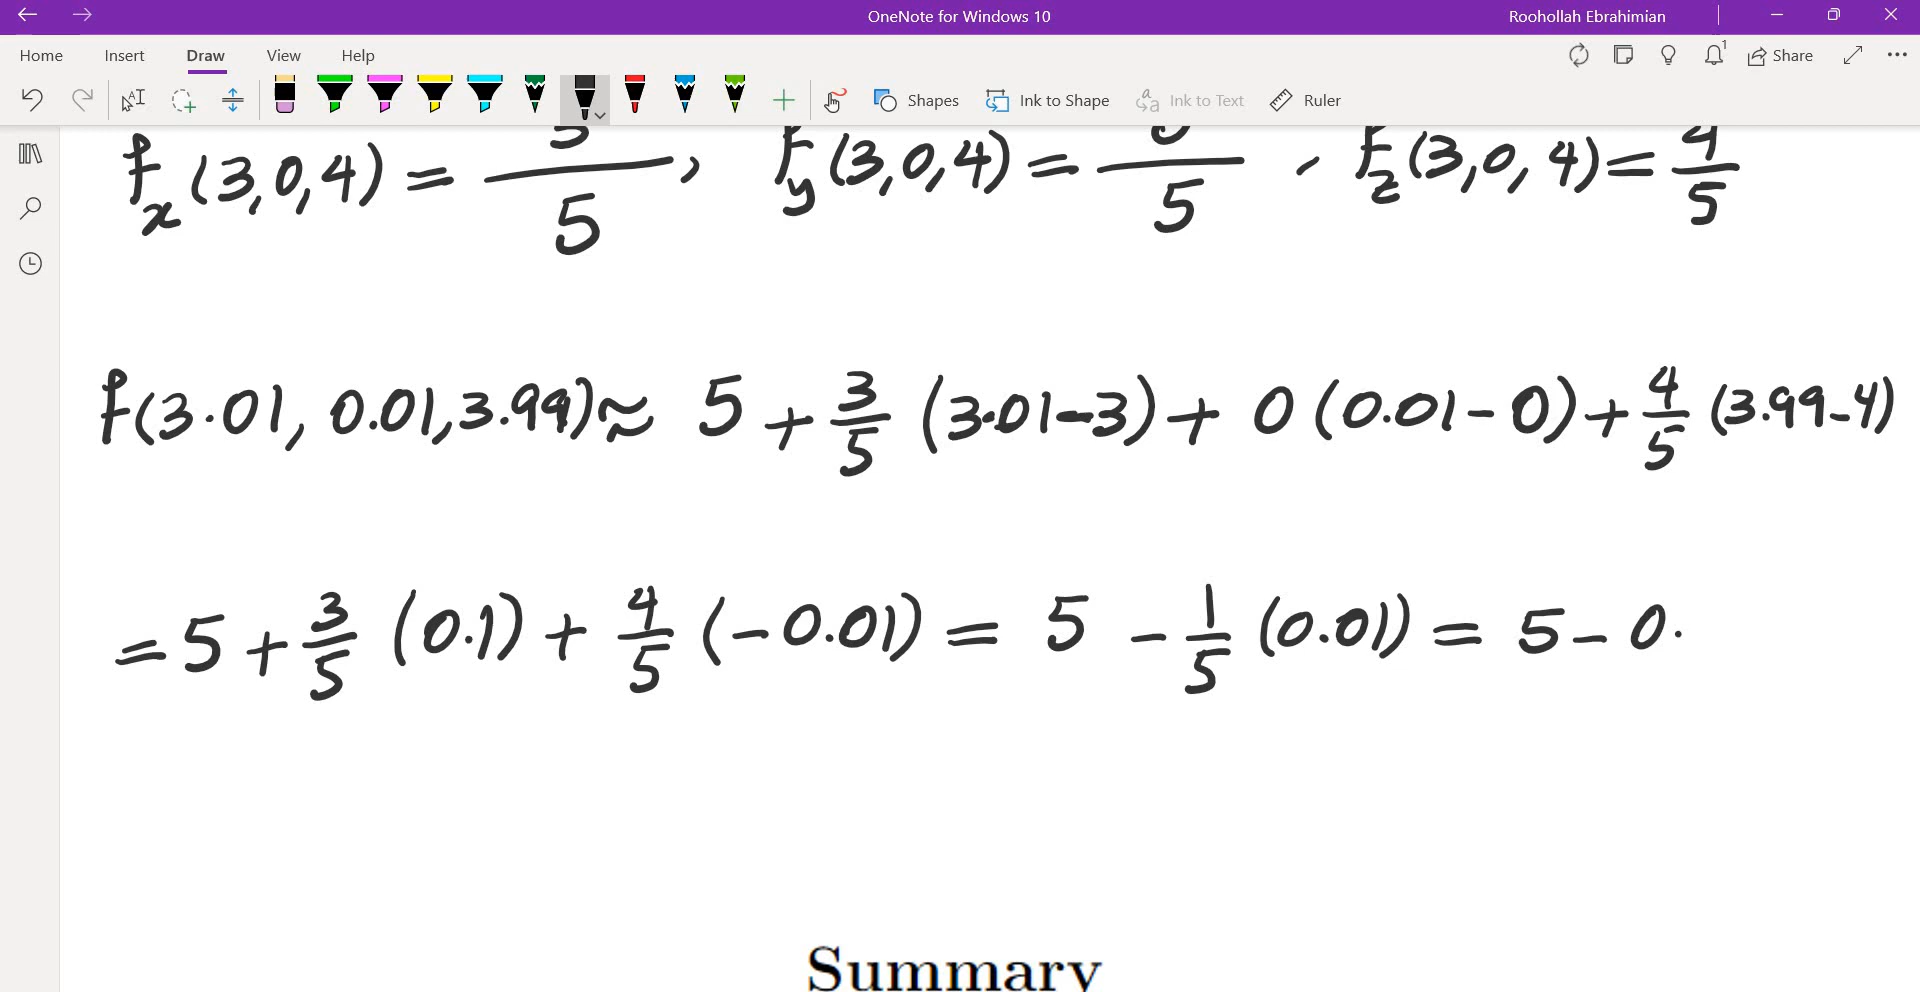 OneNote for Windows 10 Roohollah Ebrahimian
Home Insert Draw View Help 1 Share
Shapes Ink to Shape Ink to Text Ruler
f_x (3,0,4) = 3/5 , f_y (3,0,4) = 0/5 , f_z (3,0,4) = 4/5
f(3.01, 0.01, 3.99) ≈ 5 + 3/5 (3.01-3) + 0 (0.01-0) + 4/5 (3.99-4)
= 5 + 3/5 (0.1) + 4/5 (-0.01) = 5 - 1/5 (0.01) = 5 - 0.
Summary